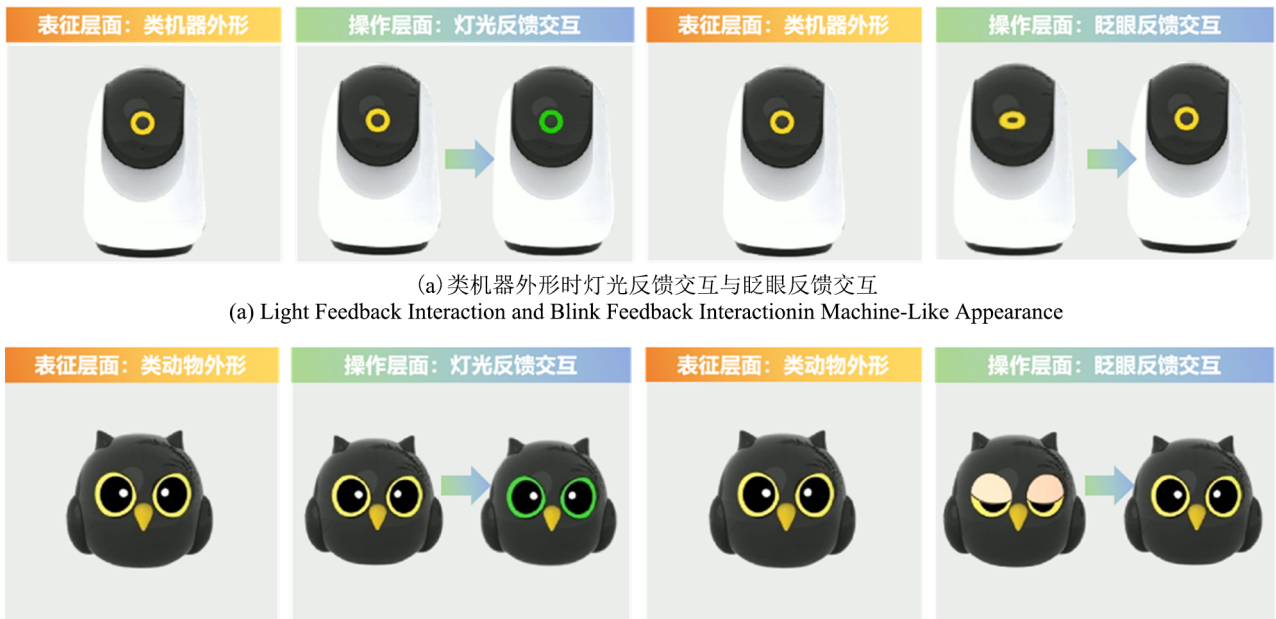 表征层面：类机器外形
操作层面：灯光反馈交互
表征层面：类机器外形
操作层面：眨眼反馈交互
(a)类机器外形时灯光反馈交互与眨眼反馈交互
(a) Light Feedback Interaction and Blink Feedback Interactionin Machine-Like Appearance
表征层面：类动物外形
操作层面：灯光反馈交互
表征层面：类动物外形
操作层面：眨眼反馈交互